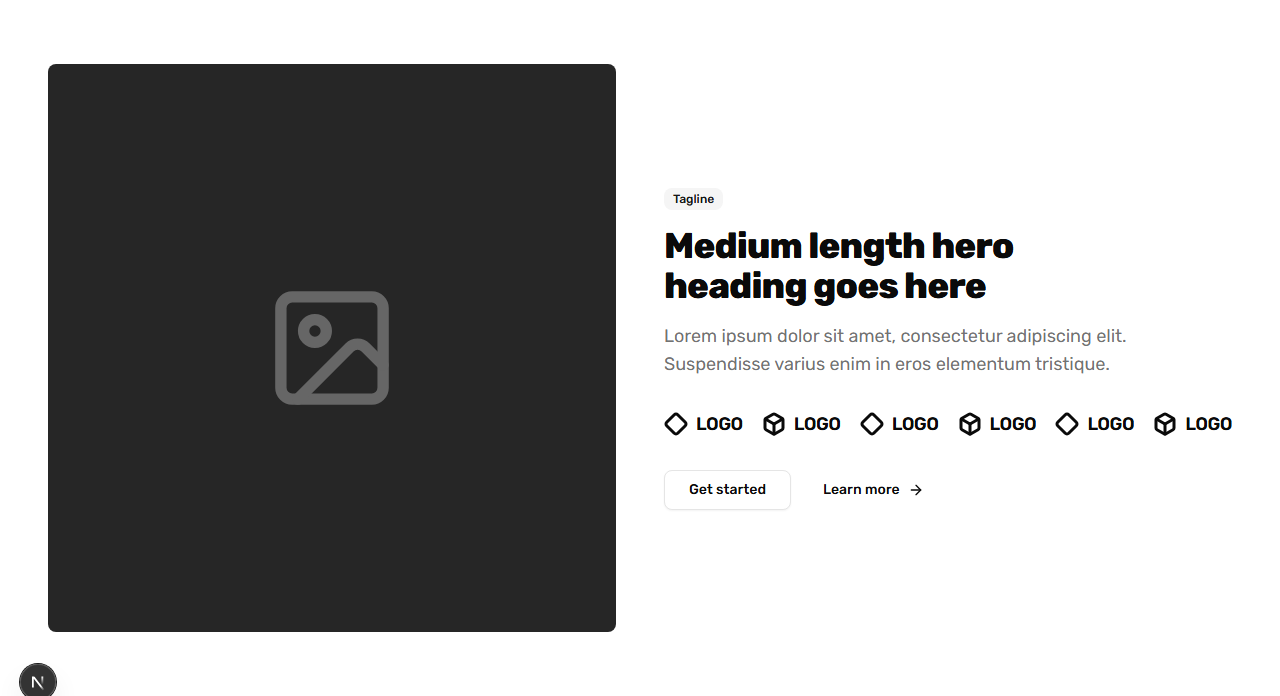 Tagline
Medium length hero
heading goes here
Lorem ipsum dolor sit amet, consectetur adipiscing elit.
Suspendisse varius enim in eros elementum tristique.
LOGO LOGO LOGO LOGO LOGO LOGO
Get started Learn more →
N